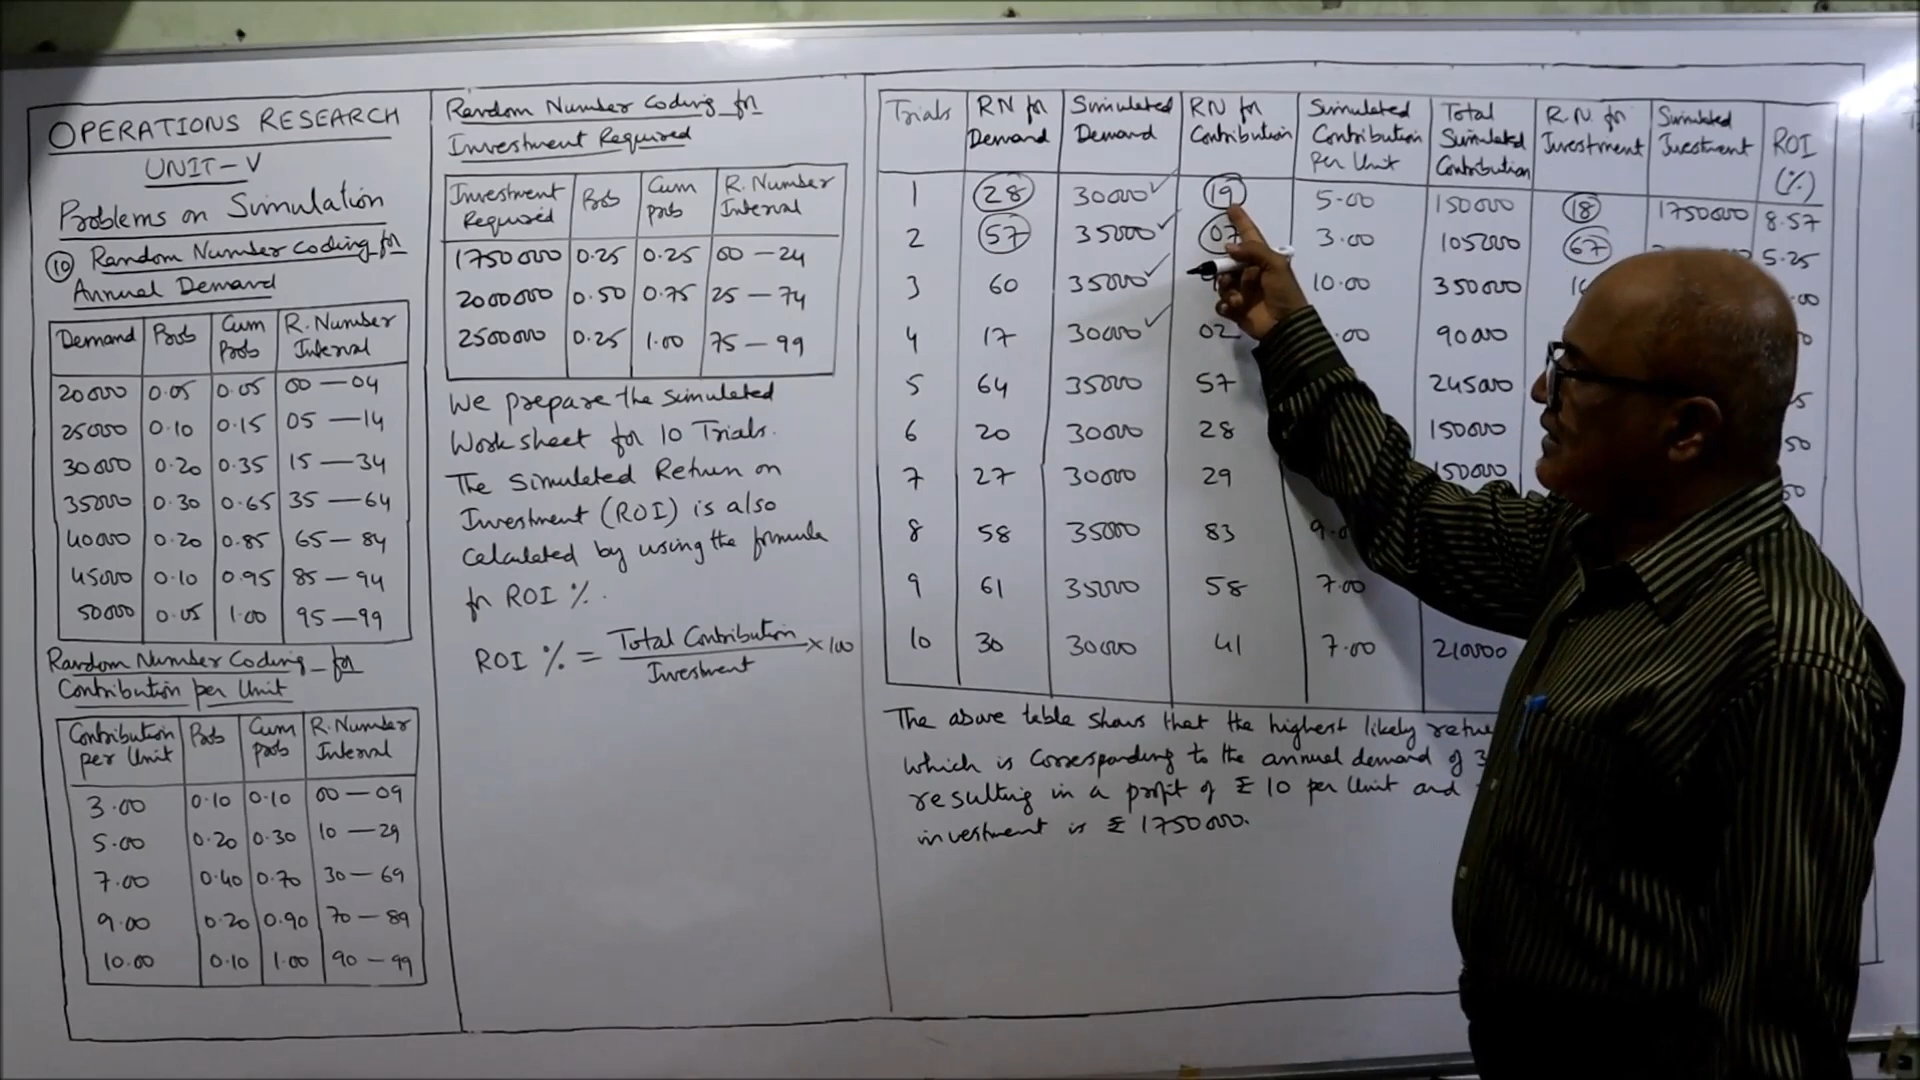 OPERATIONS RESEARCH
UNIT-V
Problems on Simulation
10 Random Number Coding for
Annual Demand
Demand Prob Cum Prob R. Number Interval
20000 0.05 0.05 00 — 04
25000 0.10 0.15 05 — 14
30000 0.20 0.35 15 — 34
35000 0.30 0.65 35 — 64
40000 0.20 0.85 65 — 84
45000 0.10 0.95 85 — 94
50000 0.05 1.00 95 — 99
Random Number Coding for
Contribution per Unit
Contribution per Unit Prob Cum prob R. Number Interval
3.00 0.10 0.10 00 — 09
5.00 0.20 0.30 10 — 29
7.00 0.40 0.70 30 — 69
9.00 0.20 0.90 70 — 89
10.00 0.10 1.00 90 — 99
Random Number Coding for
Investment Required
Investment Required Prob Cum prob R. Number Interval
1750000 0.25 0.25 00 — 24
2000000 0.50 0.75 25 — 74
2500000 0.25 1.00 75 — 99
We prepare the simulated
Work sheet for 10 Trials.
The Simulated Return on
Investment (ROI) is also
Calculated by using the formula
for ROI %.
ROI % = Total Contribution / Investment × 100
Trials RN for Demand Simulated Demand RN for Contribution Simulated Contribution Per Unit Total Simulated Contribution R.N. for Investment Simulated Investment ROI (%)
1 28 30000 ✓ 19 5.00 150000 18 1750000 8.57
2 57 35000 ✓ 07 3.00 105000 67 5.25
3 60 35000 ✓ 10.00 350000
4 17 30000 ✓ 02 .00 90000
5 64 35000 57 245000
6 20 30000 28 150000
7 27 30000 29 150000
8 58 35000 83
9 61 35000 58 7.00
10 30 30000 41 7.00 210000
The above table shows that the highest likely
which is corresponding to the annual demand of
resulting in a profit of ₹ 10 per Unit and
investment is ₹ 1750000.